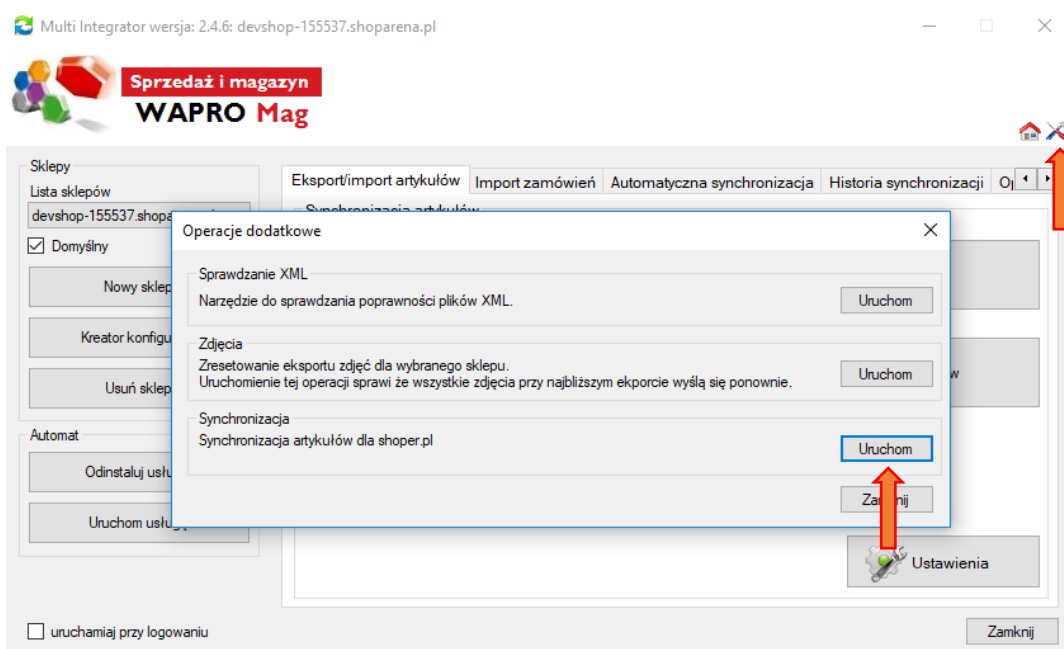 Multi Integrator wersja: 2.4.6: devshop-155537.shoparena.pl
Sprzedaż i magazyn
WAPRO Mag
Sklepy
Lista sklepów
devshop-155537.shopa
Domyślny
Nowy sklep
Kreator konfigu
Usuń sklep
Automat
Odinstaluj usłu
Uruchom usług
uruchamiaj przy logowaniu
Eksport/import artykułów Import zamówień Automatyczna synchronizacja Historia synchronizacji
Synchronizacja artykułów
Operacje dodatkowe
Sprawdzanie XML
Narzędzie do sprawdzania poprawności plików XML.
Uruchom
Zdjęcia
Zresetowanie eksportu zdjęć dla wybranego sklepu.
Uruchomienie tej operacji sprawi że wszystkie zdjęcia przy najbliższym ekporcie wyślą się ponownie.
Uruchom
Synchronizacja
Synchronizacja artykułów dla shoper.pl
Uruchom
Zamknij
Ustawienia
Zamknij